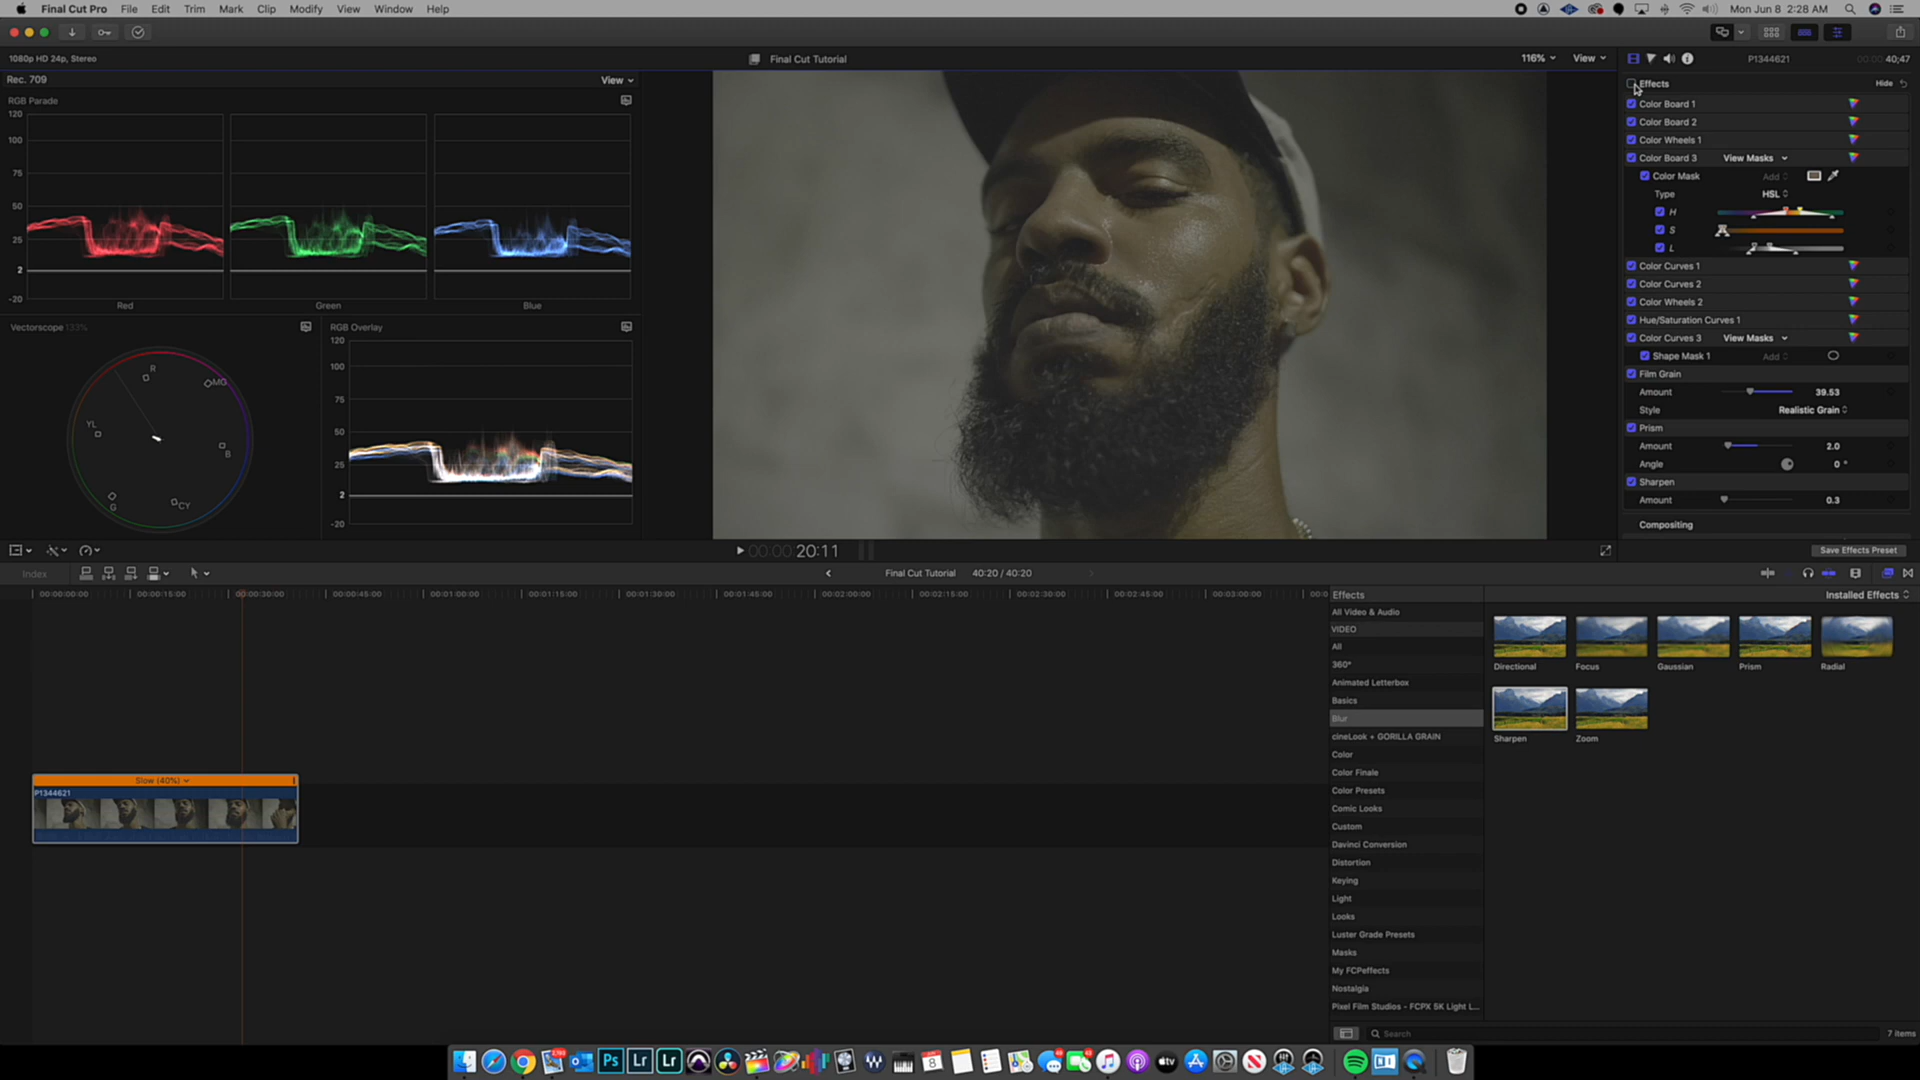 Final Cut Pro File Edit Trim Mark Clip Modify View Window Help Mon Jun 8 2:28 AM
1080p HD 24p, Stereo
Final Cut Tutorial
116% View
P1344621 40;47
Rec. 709 View
RGB Parade
120
100
75
50
25
2
-20
Red Green Blue
Vectorscope 133%
R
MG
B
CY
G
YL
RGB Overlay
120
100
75
50
25
2
-20
Effects Hide
Color Board 1
Color Board 2
Color Wheels 1
Color Board 3 View Masks
Color Mask Add
Type HSL
H
S
L
Color Curves 1
Color Curves 2
Color Wheels 2
Hue/Saturation Curves 1
Color Curves 3 View Masks
Shape Mask 1 Add
Film Grain
Amount 39.53
Style Realistic Grain
Prism
Amount 2.0
Angle 0 °
Sharpen
Amount 0.3
Compositing
Save Effects Preset
00:00:20:11
Index
Final Cut Tutorial 40:20 / 40:20
00:00:00:00 00:00:15:00 00:00:30:00 00:00:45:00 00:01:00:00 00:01:15:00 00:01:30:00 00:01:45:00 00:02:00:00 00:02:15:00 00:02:30:00 00:02:45:00 00:03:00:00 00:0
Slow (40%)
P1344621
Effects Installed Effects
All Video & Audio
VIDEO
All
360°
Animated Letterbox
Basics
Blur
cineLook + GORILLA GRAIN
Color
Color Finale
Color Presets
Comic Looks
Custom
Davinci Conversion
Distortion
Keying
Light
Looks
Luster Grade Presets
Masks
My FCPeffects
Nostalgia
Pixel Film Studios - FCPX 5K Light L...
Directional Focus Gaussian Prism Radial
Sharpen Zoom
Search 7 items
Ps Lr Lr 8 tv